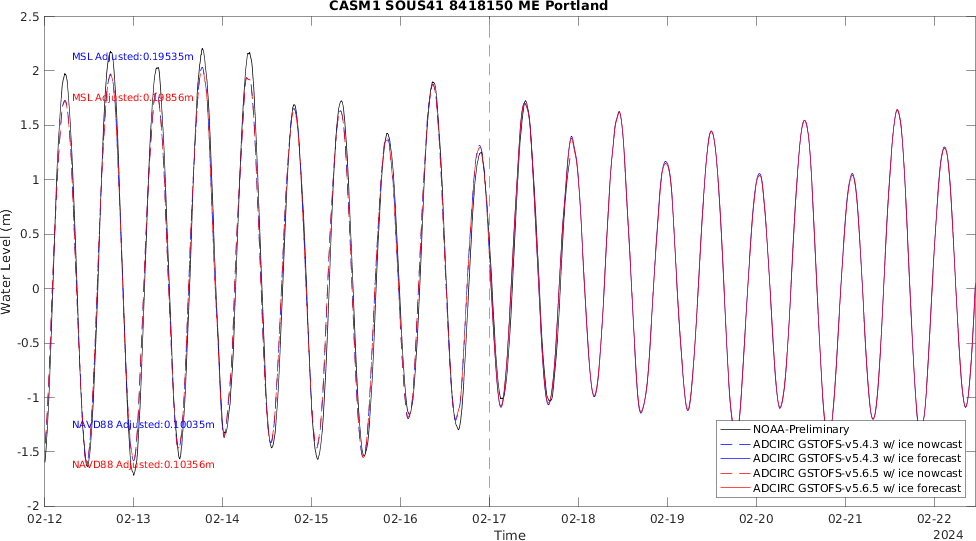 CASM1 SOUS41 8418150 ME Portland
2.5
2
1.5
1
0.5
0
-0.5
-1
-1.5
-2
Water Level (m)
MSL Adjusted:0.19535m
MSL Adjusted:0.19856m
NAVD88 Adjusted:0.10035m
NAVD88 Adjusted:0.10356m
NOAA-Preliminary
ADCIRC GSTOFS-v5.4.3 w/ ice nowcast
ADCIRC GSTOFS-v5.4.3 w/ ice forecast
ADCIRC GSTOFS-v5.6.5 w/ ice nowcast
ADCIRC GSTOFS-v5.6.5 w/ ice forecast
02-12 02-13 02-14 02-15 02-16 02-17 02-18 02-19 02-20 02-21 02-22
Time
2024